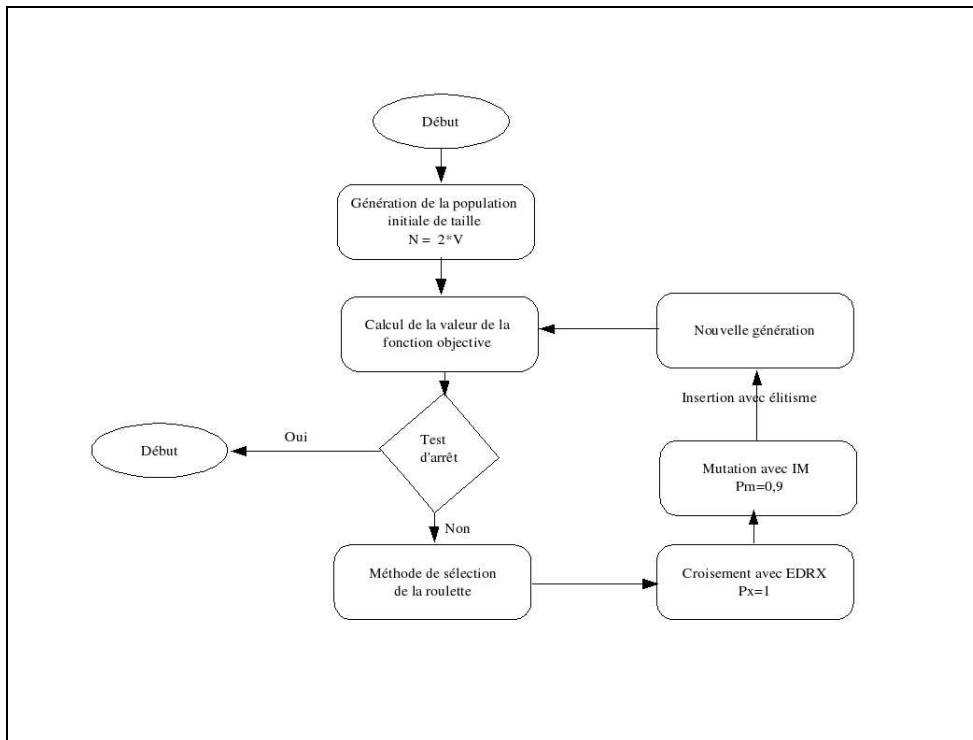 Début
Génération de la population
initiale de taille
N = 2*V
Calcul de la valeur de la
fonction objective
Nouvelle génération
Insertion avec élitisme
Oui
Début
Test
d'arrêt
Mutation avec IM
Pm=0,9
Non
Méthode de sélection
de la roulette
Croisement avec EDRX
Px=1